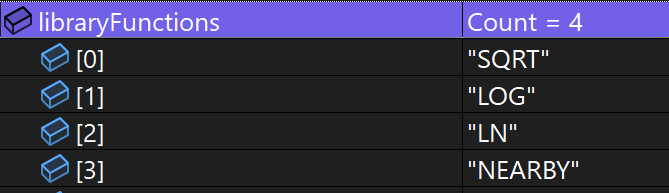 libraryFunctions Count = 4
[0] "SQRT"
[1] "LOG"
[2] "LN"
[3] "NEARBY"